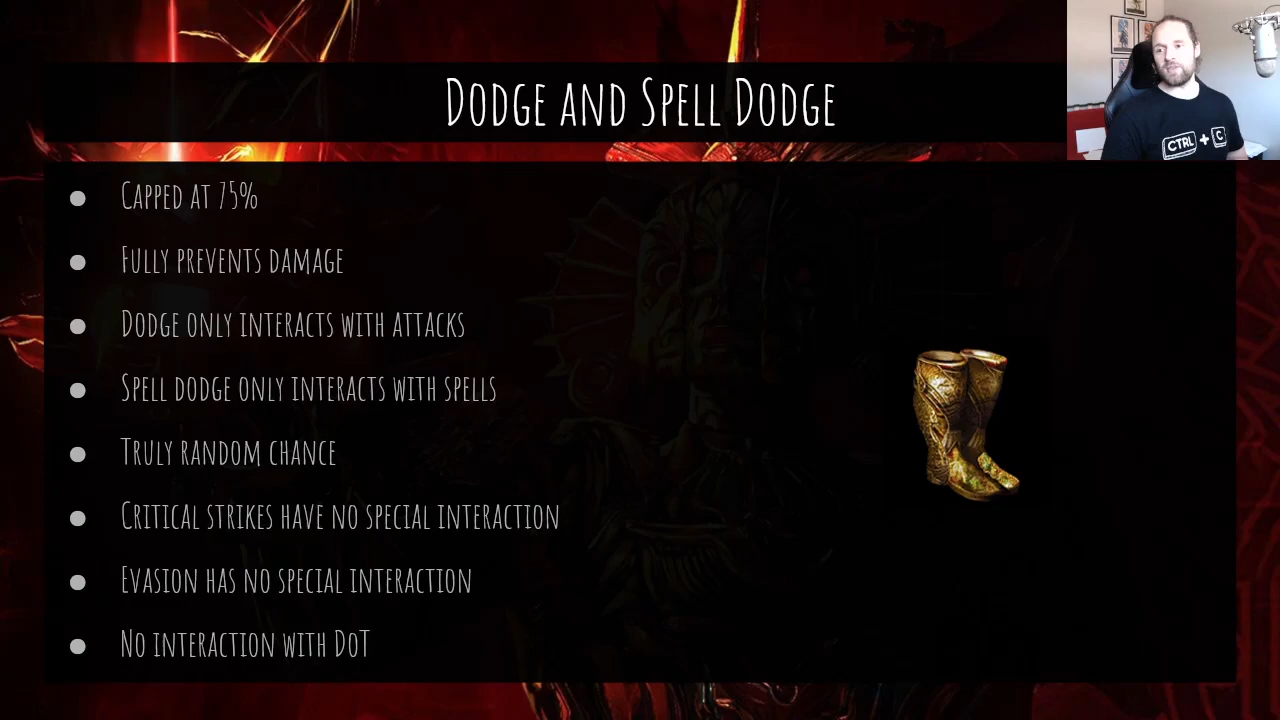 Dodge and Spell Dodge
CTRL + C
Capped at 75%
Fully prevents damage
Dodge only interacts with attacks
Spell dodge only interacts with spells
Truly random chance
Critical strikes have no special interaction
Evasion has no special interaction
No interaction with DoT